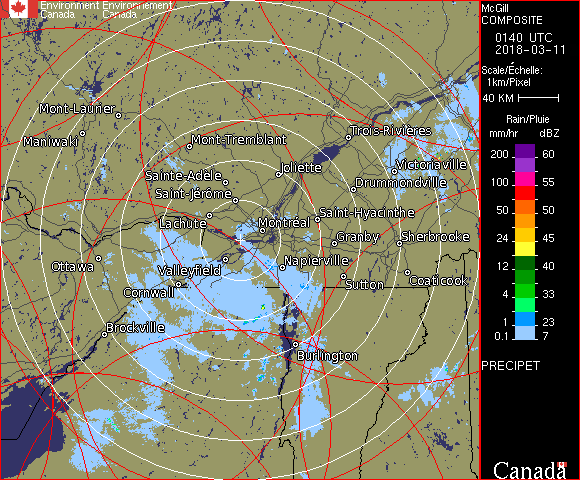 Environment Environnement
Canada Canada
McGill
COMPOSITE
0140 UTC
2018-03-11
Scale/Échelle:
1km/Pixel
40 KM
Rain/Pluie
mm/hr dBZ
200 60
100 55
50 50
24 45
12 40
4 33
1 23
0.1 7
PRECIPET
Canada
Mont-Laurier
Maniwaki
Mont-Tremblant
Trois-Rivières
Joliette
Victoriaville
Sainte-Adèle
Drummondville
Saint-Jérôme
Lachute
Montréal
Saint-Hyacinthe
Granby
Sherbrooke
Ottawa
Valleyfield
Napierville
Cornwall
Sutton
Coaticook
Brockville
Burlington